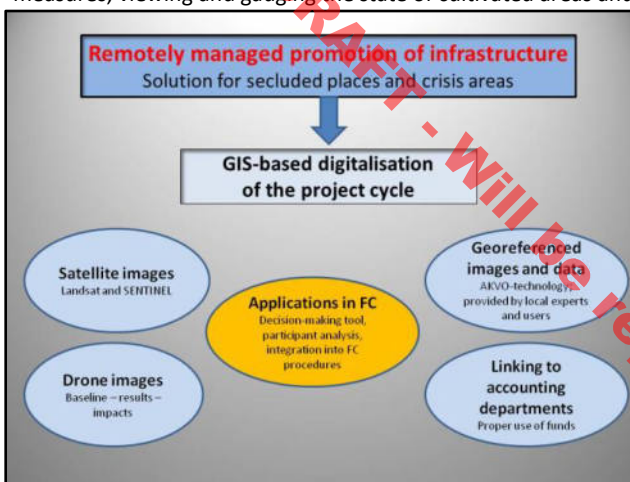 measures, viewing and gauging the state of cultivated areas and
Remotely managed promotion of infrastructure
Solution for secluded places and crisis areas
GIS-based digitalisation
of the project cycle
Satellite images
Landsat and SENTINEL
Applications in FC
Decision-making tool,
participant analysis,
integration into FC
procedures
Georeferenced
images and data
AKVO-technology,
provided by local experts
and users
Drone images
Baseline – results –
impacts
Linking to
accounting
departments
Proper use of funds
DRAFT - Will be